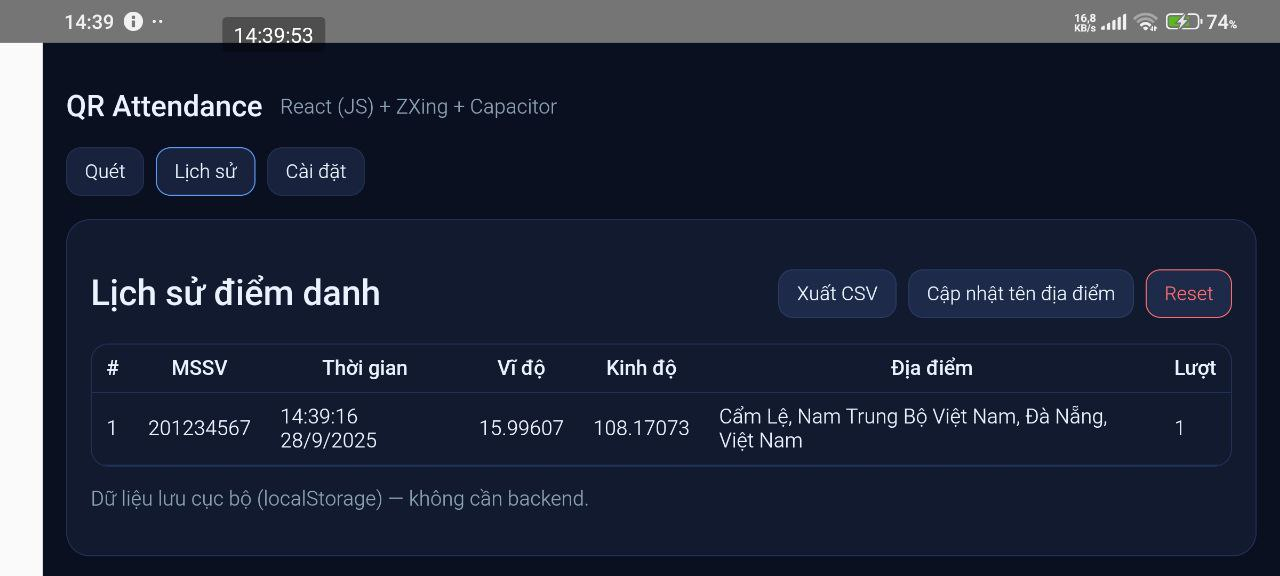 14:39
14:39:53
16,8 KB/s
74%
QR Attendance React (JS) + ZXing + Capacitor
Quét Lịch sử Cài đặt
Lịch sử điểm danh Xuất CSV Cập nhật tên địa điểm Reset
# MSSV Thời gian Vĩ độ Kinh độ Địa điểm Lượt
1 201234567 14:39:16 28/9/2025 15.99607 108.17073 Cẩm Lệ, Nam Trung Bộ Việt Nam, Đà Nẵng, Việt Nam 1
Dữ liệu lưu cục bộ (localStorage) — không cần backend.